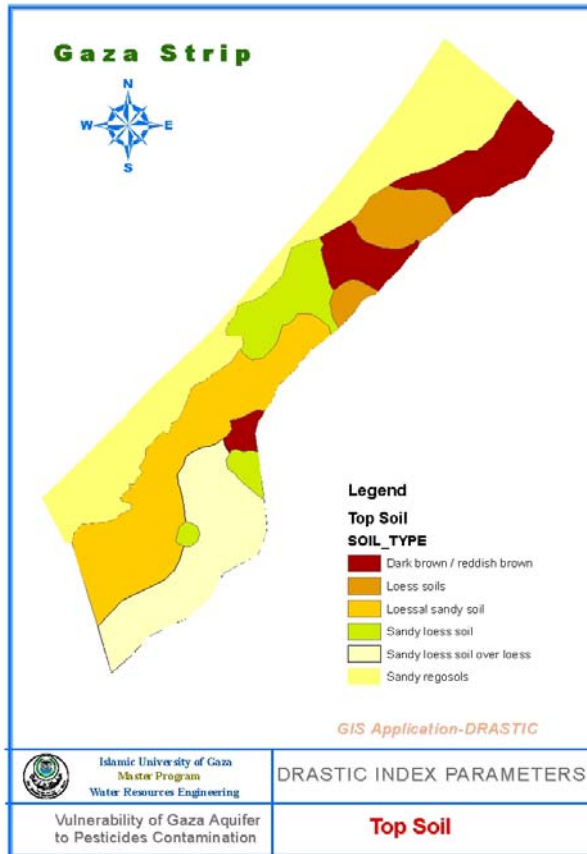 Gaza Strip
N
W E
S
Legend
Top Soil
SOIL_TYPE
Dark brown / reddish brown
Loess soils
Loessal sandy soil
Sandy loess soil
Sandy loess soil over loess
Sandy regosols
GIS Application-DRASTIC
Islamic University of Gaza
Master Program
Water Resources Engineering
DRASTIC INDEX PARAMETERS
Vulnerability of Gaza Aquifer
to Pesticides Contamination
Top Soil